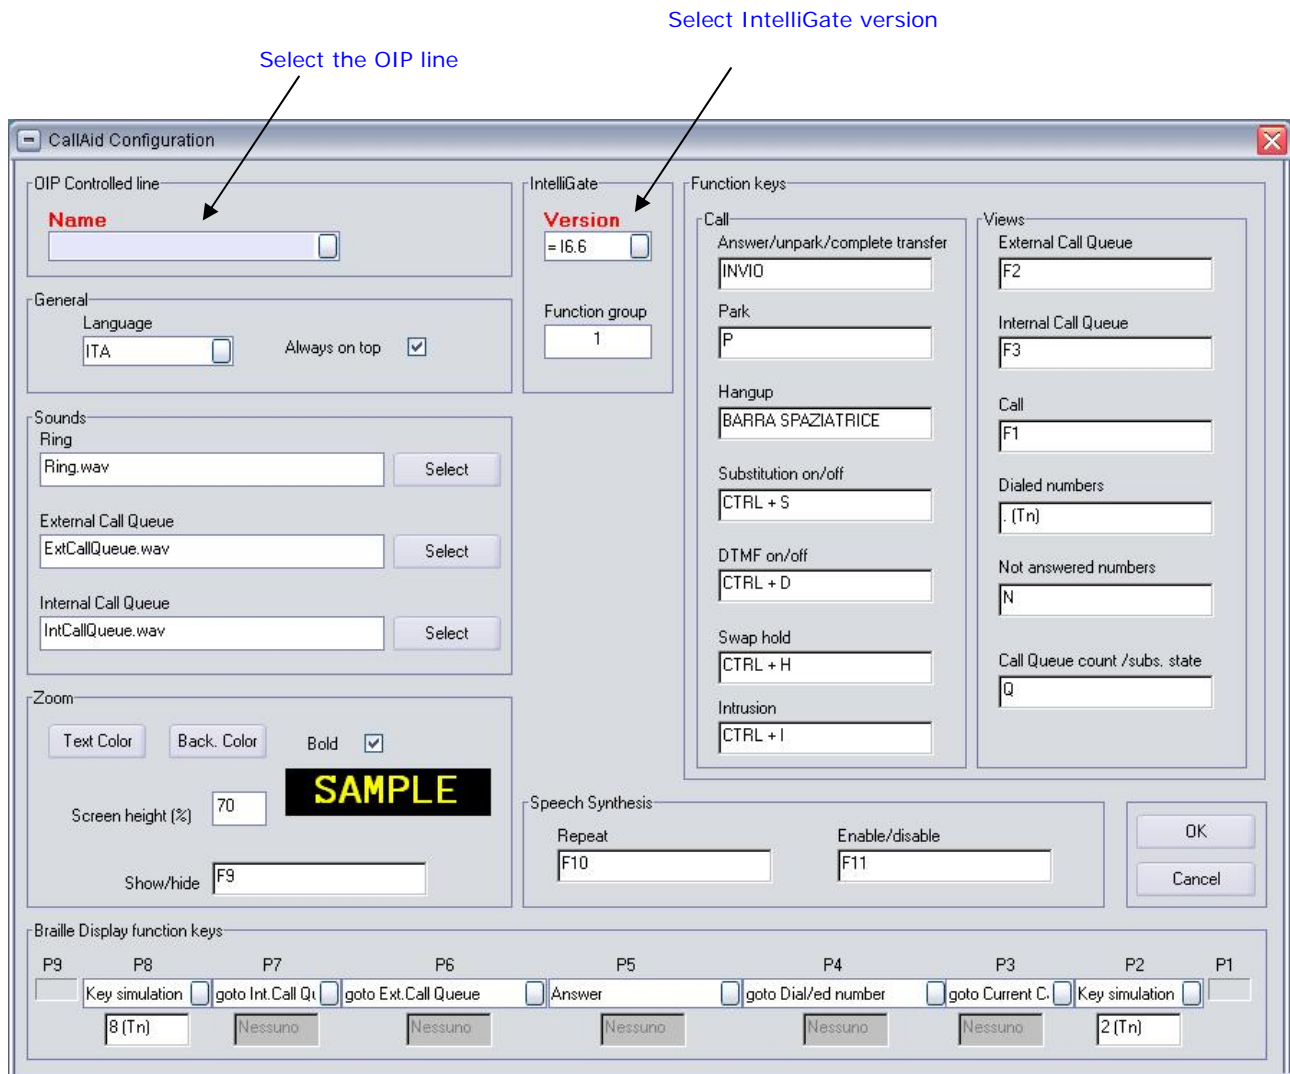 Select IntelliGate version
Select the OIP line
CallAid Configuration
OIP Controlled line
Name
IntelliGate
Version
= I6.6
Function group
1
General
Language
ITA
Always on top
Sounds
Ring
Ring.wav
Select
External Call Queue
ExtCallQueue.wav
Select
Internal Call Queue
IntCallQueue.wav
Select
Zoom
Text Color
Back. Color
Bold
SAMPLE
Screen height (%)
70
Show/hide
F9
Function keys
Call
Answer/unpark/complete transfer
INVIO
Park
P
Hangup
BARRA SPAZIATRICE
Substitution on/off
CTRL + S
DTMF on/off
CTRL + D
Swap hold
CTRL + H
Intrusion
CTRL + I
Views
External Call Queue
F2
Internal Call Queue
F3
Call
F1
Dialed numbers
. (Tn)
Not answered numbers
N
Call Queue count /subs. state
Q
Speech Synthesis
Repeat
F10
Enable/disable
F11
OK
Cancel
Braille Display function keys
P9 P8 P7 P6 P5 P4 P3 P2 P1
Key simulation goto Int.Call Qu goto Ext.Call Queue Answer goto Dial/ed number goto Current C. Key simulation
8 (Tn) Nessuno Nessuno Nessuno Nessuno Nessuno 2 (Tn)